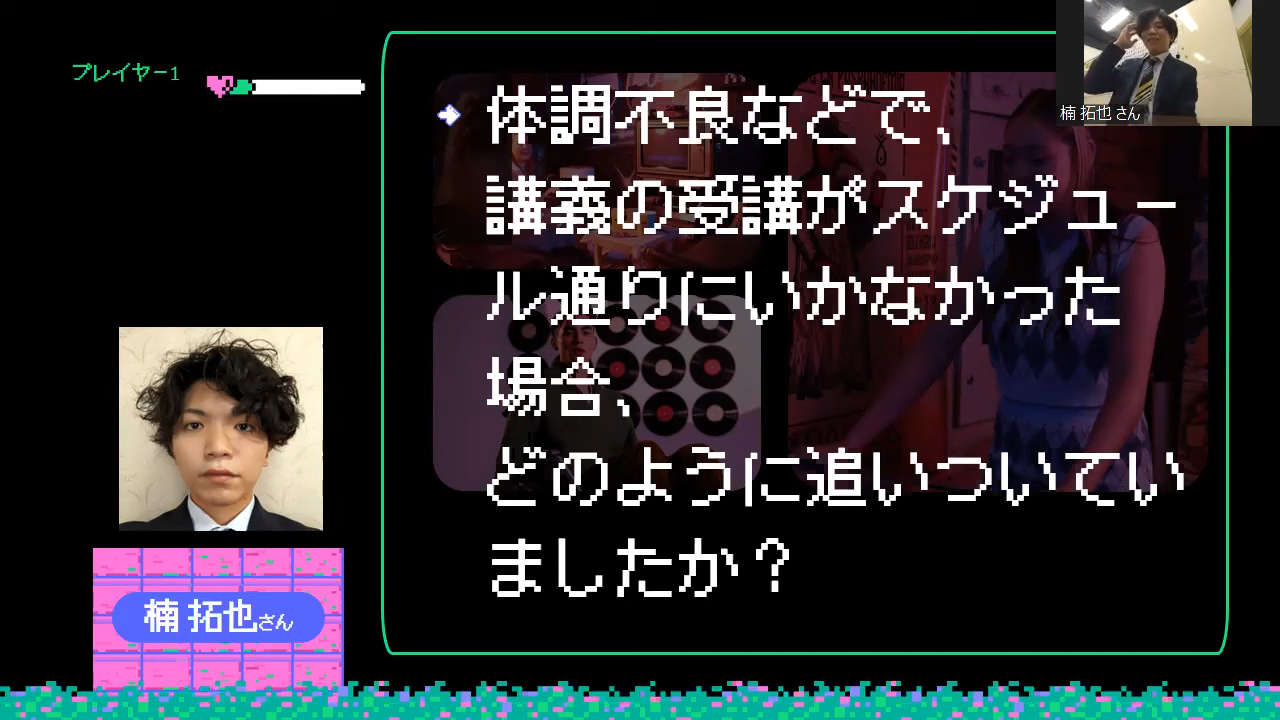 プレイヤー1
体調不良などで、
講義の受講がスケジュー
ル通りにいかなかった
場合、
どのように追いついてい
ましたか？
楠 拓也 さん
楠 拓也さん